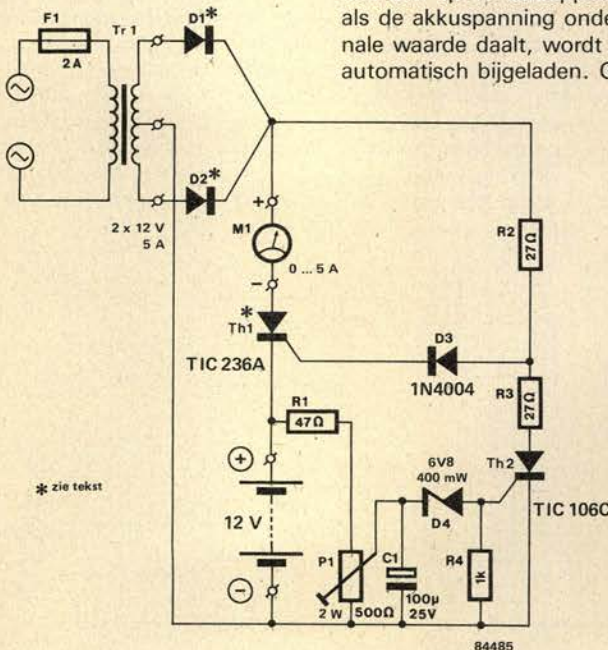 als de akkuspanning onde
nale waarde daalt, wordt
automatisch bijgeladen.
F1
2A
Tr 1
D1*
D2*
2 x 12 V
5 A
+
M1
0 ... 5 A
−
*
Th1
TIC 236A
R2
27Ω
D3
1N4004
R3
27Ω
R1
47Ω
Th2
TIC 106
6V8
400 mW
D4
* zie tekst
+
12 V
−
P1
2 W
500Ω
C1
100µ
25V
R4
1k
84485